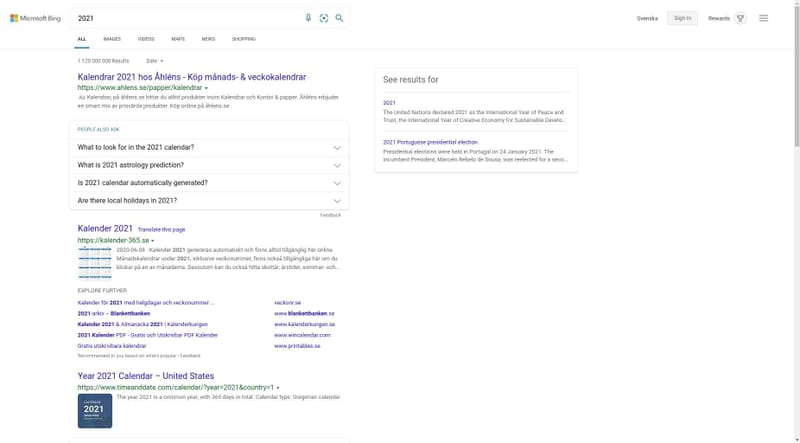 Microsoft Bing
2021
Svenska
Sign in
Rewards
ALL
IMAGES
VIDEOS
MAPS
NEWS
SHOPPING
1 120 000 000 Results
Date
Kalendrar 2021 hos Åhléns - Köp månads- & veckokalendrar
https://www.ahlens.se/papper/kalendrar
Ad Kalendrar, på åhlens.se hittar du alltid produkter inom Kalendrar och Kontor & papper. Åhléns erbjuder
en smart mix av prisvärda produkter. Köp online på åhlens.se
PEOPLE ALSO ASK
What to look for in the 2021 calendar?
What is 2021 astrology prediction?
Is 2021 calendar automatically generated?
Are there local holidays in 2021?
Feedback
Kalender 2021
Translate this page
https://kalender-365.se
2020-06-08 · Kalender 2021 genereras automatiskt och finns alltid tillgänglig här online.
Månadskalendrar under 2021, inklusive veckonummer, finns också tillgängliga här om du
klickar på en av månaderna. Dessutom kan du också hitta skottår, årstider, sommar- och...
EXPLORE FURTHER
Kalender för 2021 med helgdagar och veckonummer ...
veckonr.se
2021-arkiv – Blankettbanken
www.blankettbanken.se
Kalender 2021 & Almanacka 2021 | Kalenderkungen
www.kalenderkungen.se
2021 Kalender PDF - Gratis och Utskrivbar PDF Kalender
www.wincalendar.com
Gratis utskrivbara kalendrar
www.printables.se
Recommended to you based on what's popular • Feedback
Year 2021 Calendar – United States
https://www.timeanddate.com/calendar/?year=2021&country=1
2021
The year 2021 is a common year, with 365 days in total. Calendar type: Gregorian calendar
See results for
2021
The United Nations declared 2021 as the International Year of Peace and
Trust, the International Year of Creative Economy for Sustainable Develo...
2021 Portuguese presidential election
Presidential elections were held in Portugal on 24 January 2021. The
incumbent President, Marcelo Rebelo de Sousa, was reelected for a seco...